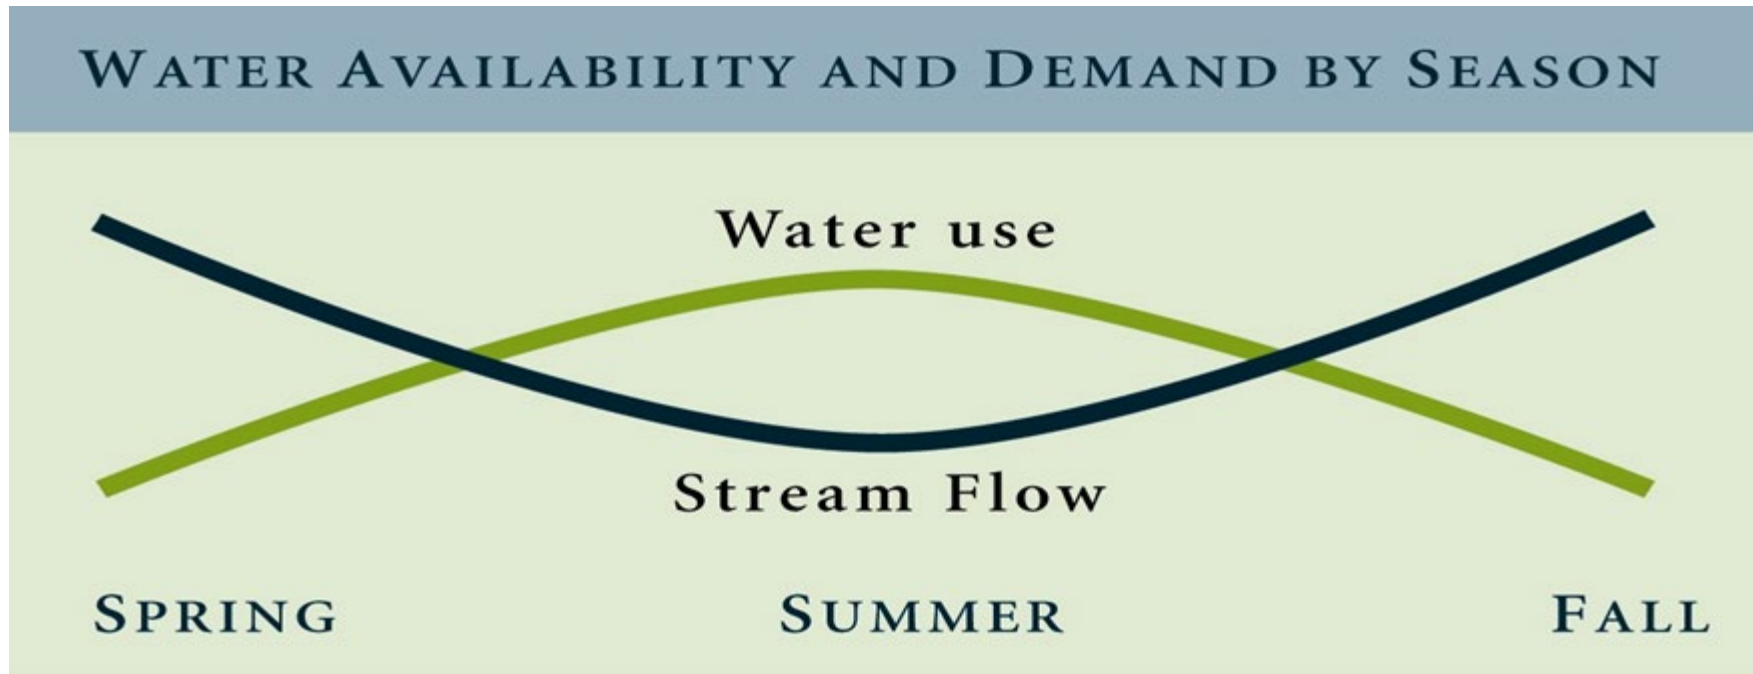 WATER AVAILABILITY AND DEMAND BY SEASON
Water use
Stream Flow
SPRING SUMMER FALL